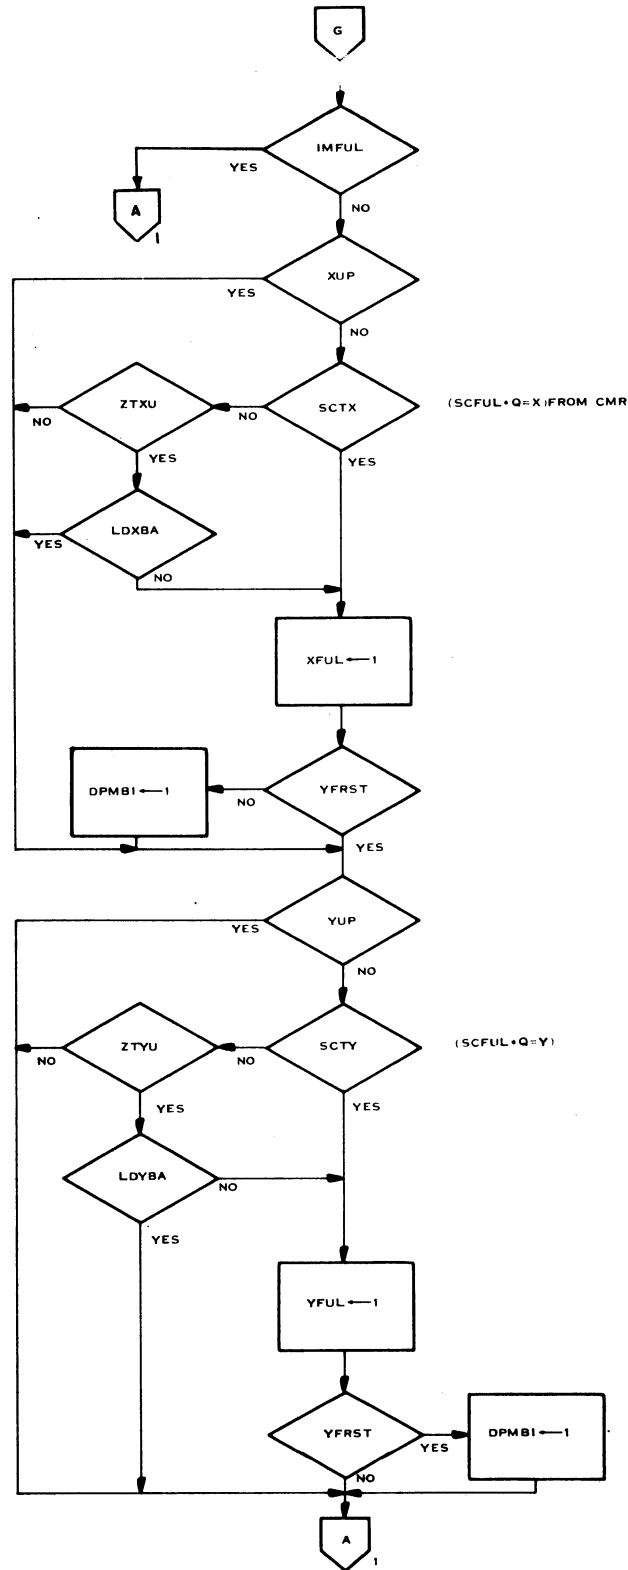 G
IMFUL
YES
A
1
NO
XUP
YES
NO
ZTXU
SCTX
(SCFUL•Q=X)FROM CMR
NO
NO
YES
YES
LDXBA
YES
NO
XFUL←1
DPMB1←1
YFRST
NO
YES
YUP
YES
NO
ZTYU
SCTY
(SCFUL•Q=Y)
NO
NO
YES
YES
LDYBA
NO
YES
YFUL←1
YFRST
DPMB1←1
YES
NO
A
1